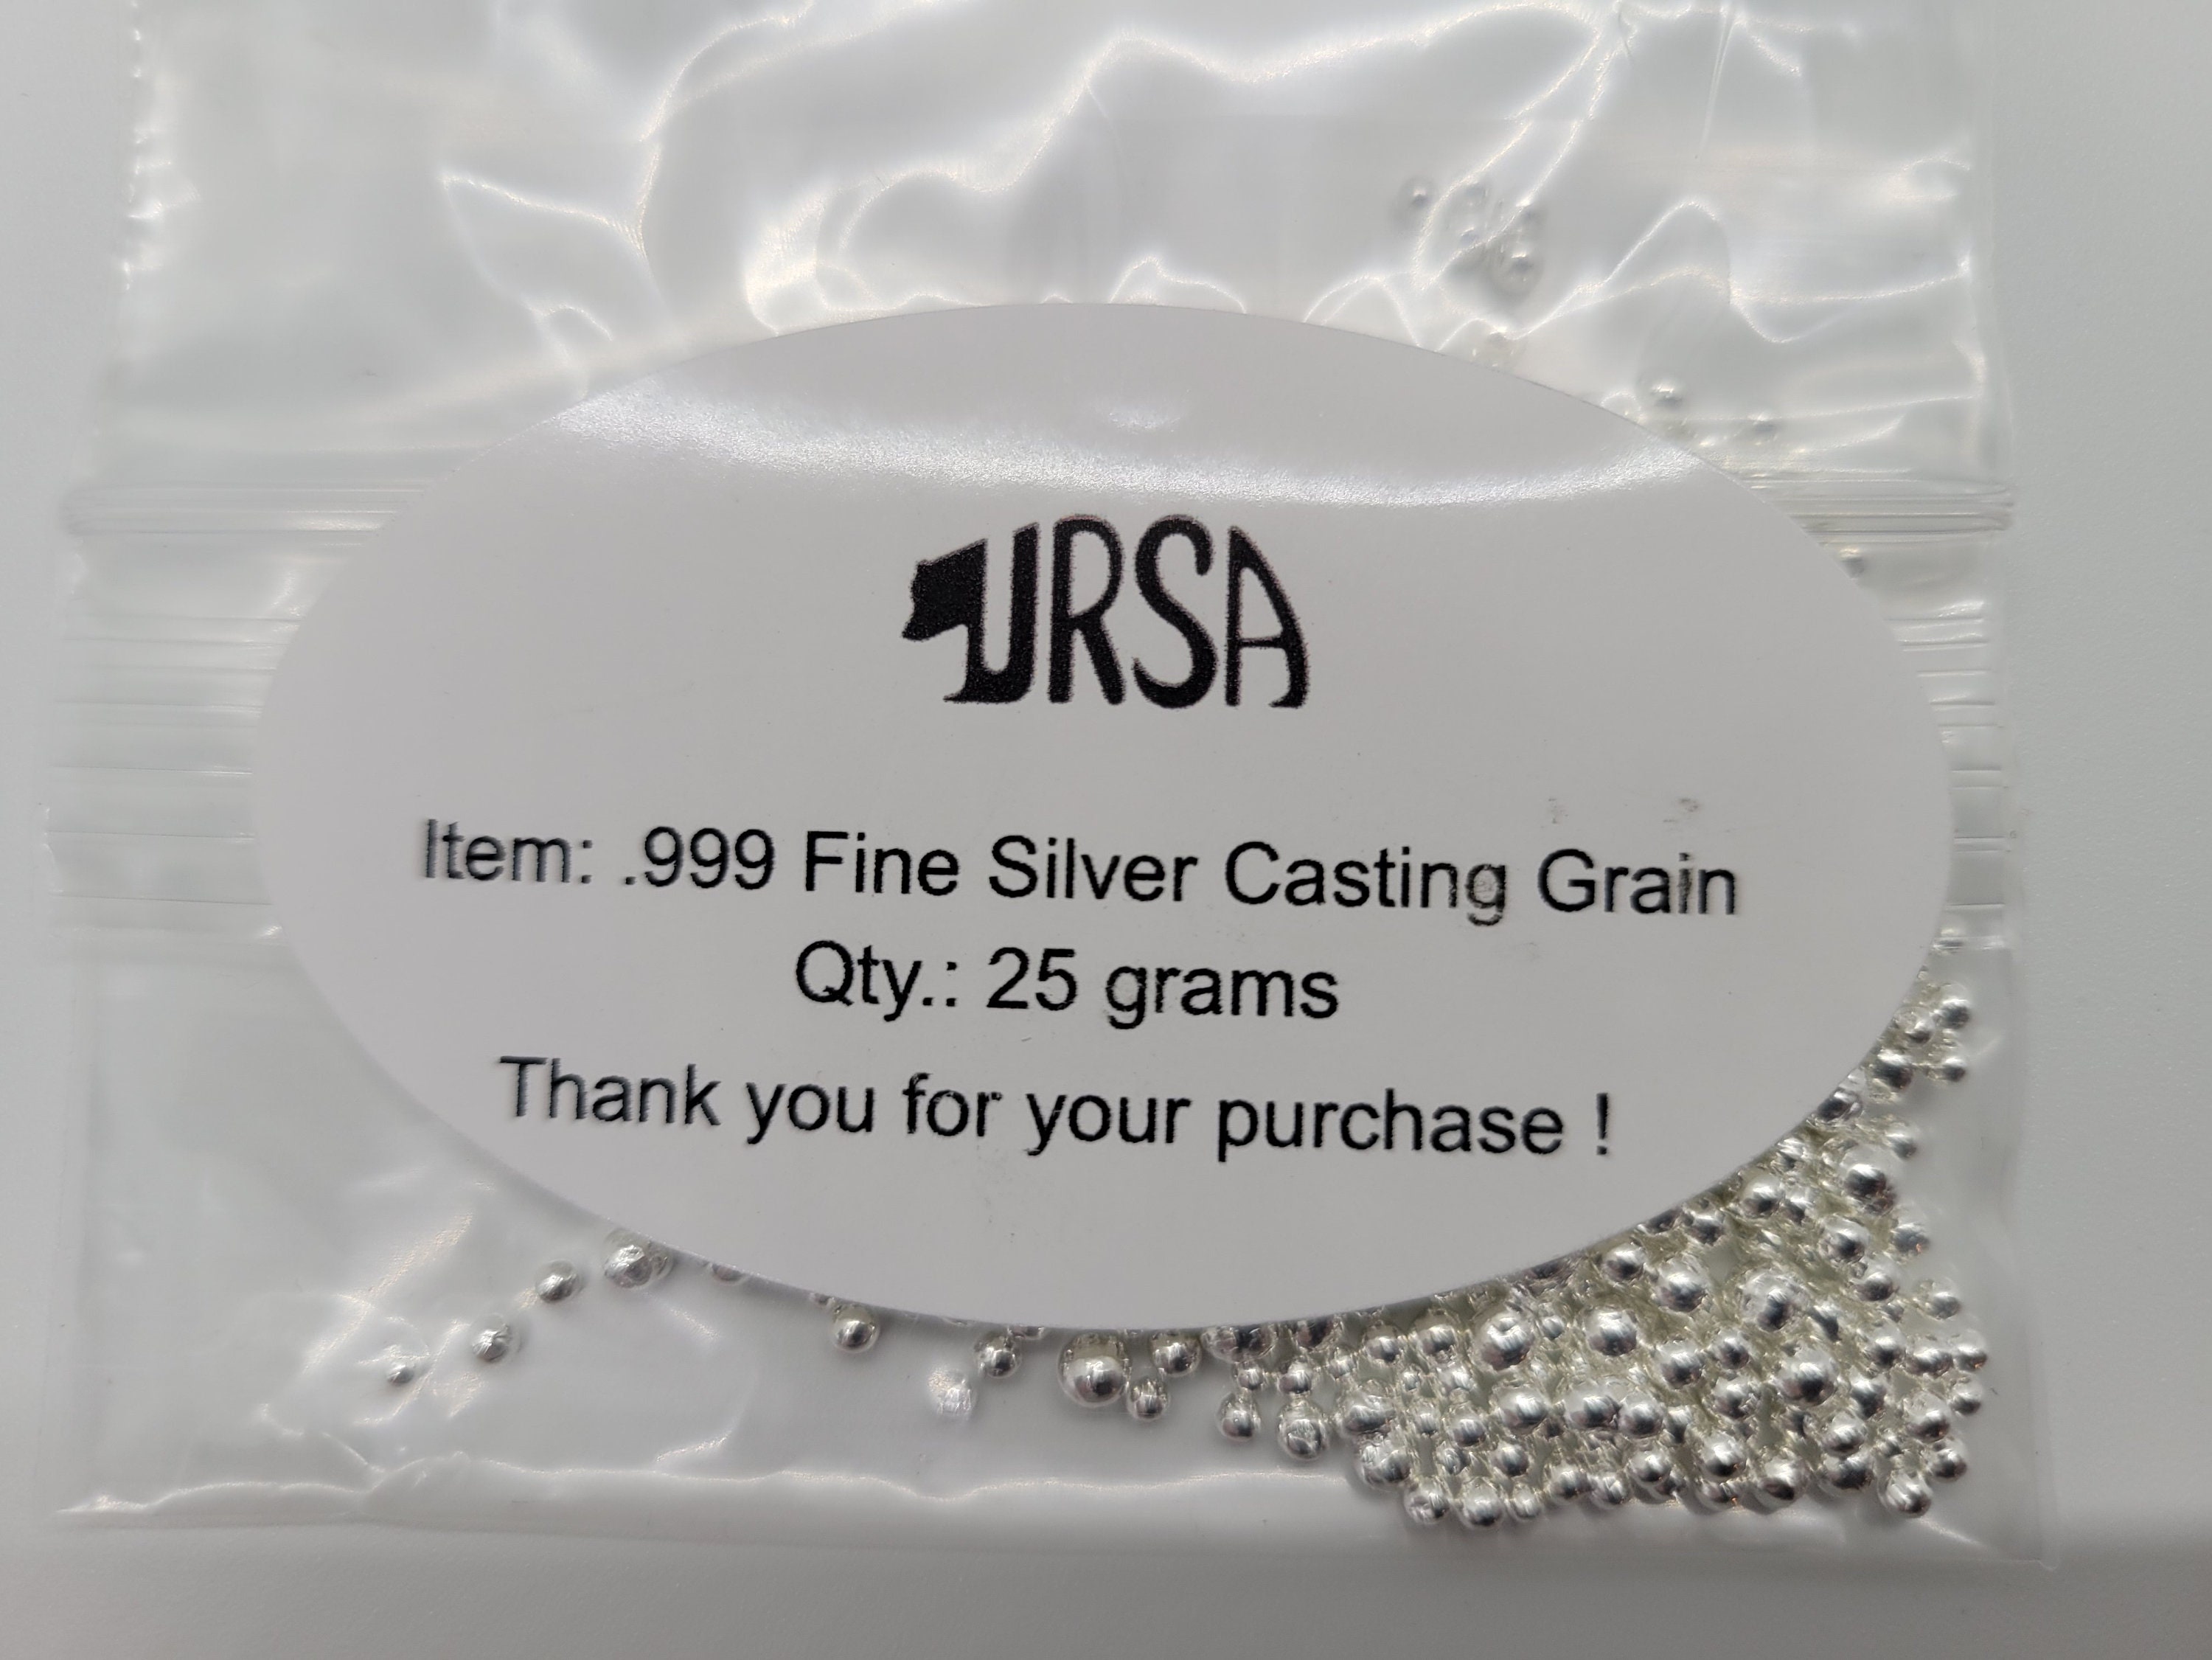 URSA
Item: .999 Fine Silver Casting Grain
Qty.: 25 grams
Thank you for your purchase !